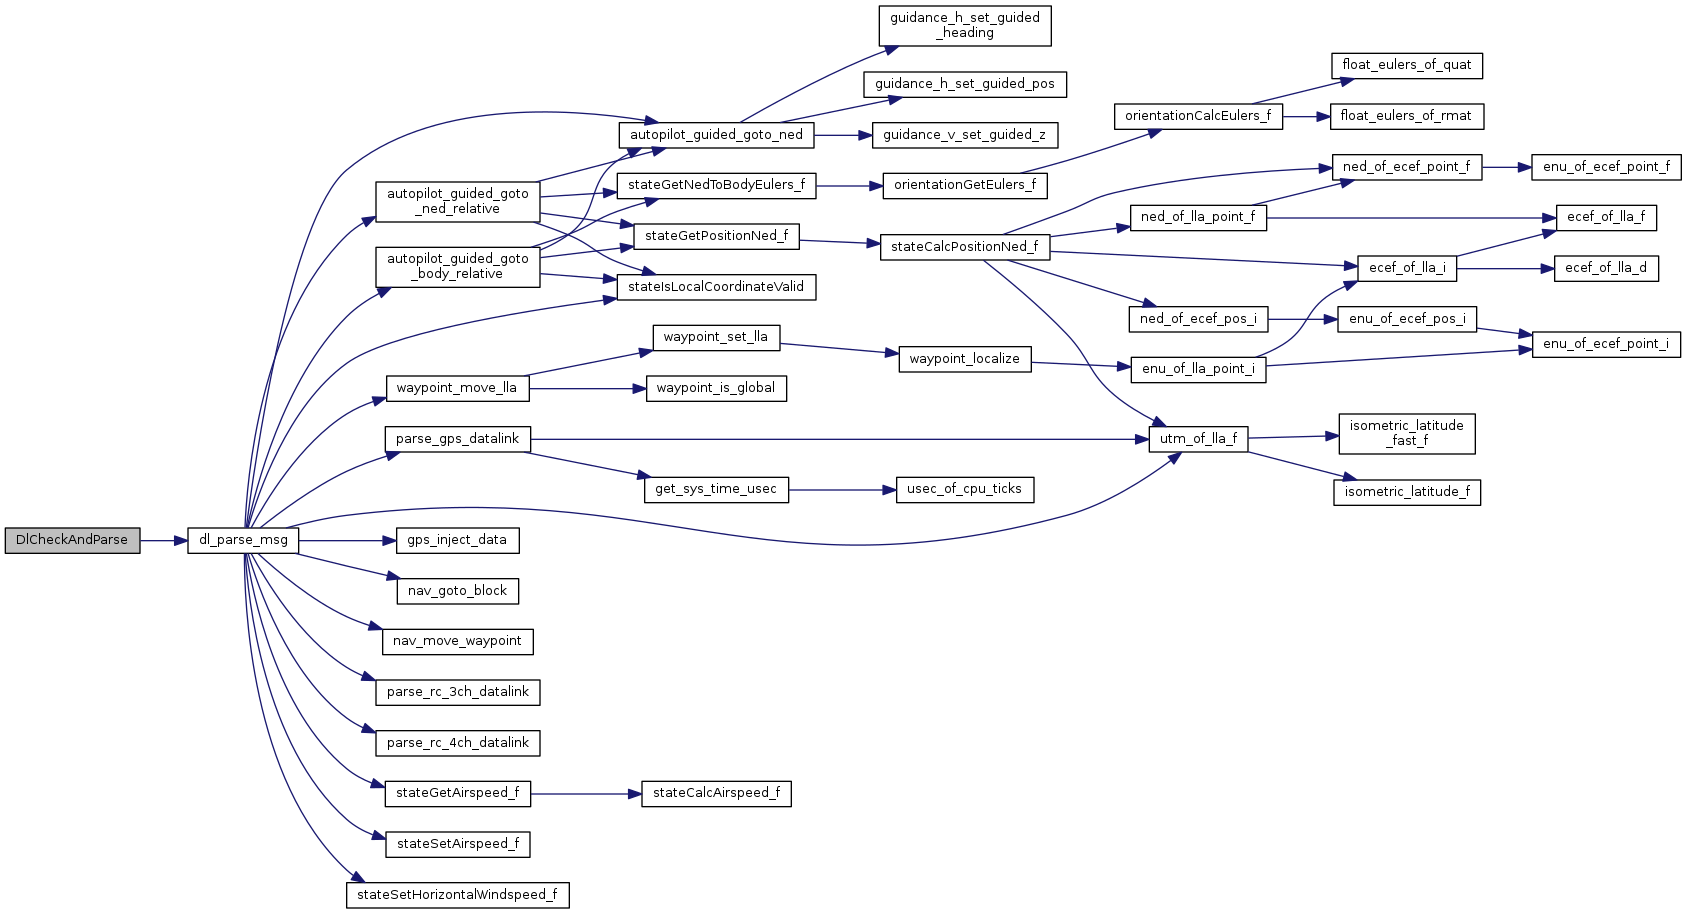 DlCheckAndParse
dl_parse_msg
autopilot_guided_goto
_ned_relative
autopilot_guided_goto
_body_relative
waypoint_move_lla
parse_gps_datalink
gps_inject_data
nav_goto_block
nav_move_waypoint
parse_rc_3ch_datalink
parse_rc_4ch_datalink
stateGetAirspeed_f
stateSetAirspeed_f
stateSetHorizontalWindspeed_f
autopilot_guided_goto_ned
stateGetNedToBodyEulers_f
stateGetPositionNed_f
stateIsLocalCoordinateValid
waypoint_set_lla
waypoint_is_global
get_sys_time_usec
stateCalcAirspeed_f
guidance_h_set_guided
_heading
guidance_h_set_guided_pos
guidance_v_set_guided_z
orientationGetEulers_f
stateCalcPositionNed_f
waypoint_localize
usec_of_cpu_ticks
orientationCalcEulers_f
ned_of_lla_point_f
ned_of_ecef_pos_i
enu_of_lla_point_i
utm_of_lla_f
float_eulers_of_quat
float_eulers_of_rmat
ned_of_ecef_point_f
ecef_of_lla_i
enu_of_ecef_pos_i
isometric_latitude
_fast_f
isometric_latitude_f
enu_of_ecef_point_f
ecef_of_lla_f
ecef_of_lla_d
enu_of_ecef_point_i